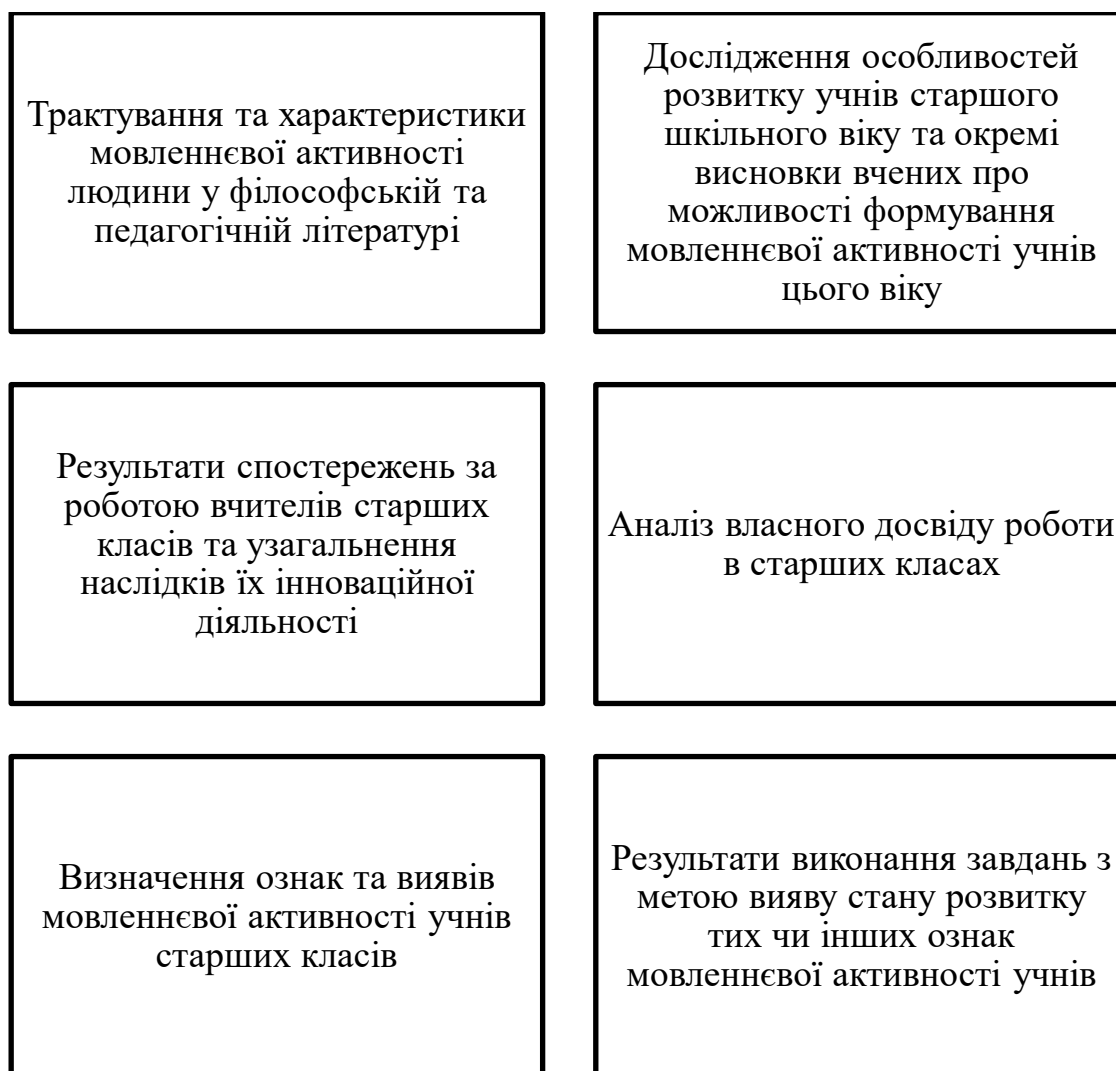 Трактування та характеристики
мовленнєвої активності
людини у філософській та
педагогічній літературі
Дослідження особливостей
розвитку учнів старшого
шкільного віку та окремі
висновки вчених про
можливості формування
мовленнєвої активності учнів
цього віку
Результати спостережень за
роботою вчителів старших
класів та узагальнення
наслідків їх інноваційної
діяльності
Аналіз власного досвіду роботи
в старших класах
Визначення ознак та виявів
мовленнєвої активності учнів
старших класів
Результати виконання завдань з
метою вияву стану розвитку
тих чи інших ознак
мовленнєвої активності учнів